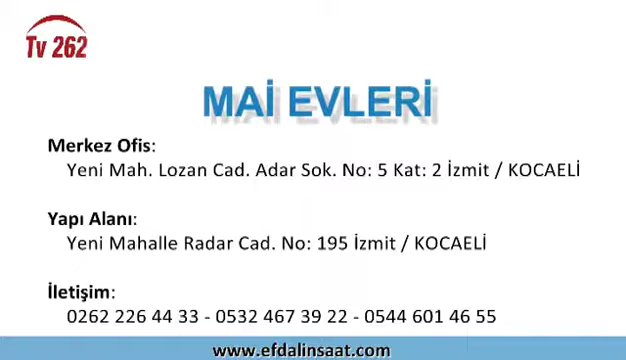 Tv 262
MAİ EVLERİ
Merkez Ofis:
Yeni Mah. Lozan Cad. Adar Sok. No: 5 Kat: 2 İzmit / KOCAELİ
Yapı Alanı:
Yeni Mahalle Radar Cad. No: 195 İzmit / KOCAELİ
İletişim:
0262 226 44 33 - 0532 467 39 22 - 0544 601 46 55
www.efdalinsaat.com